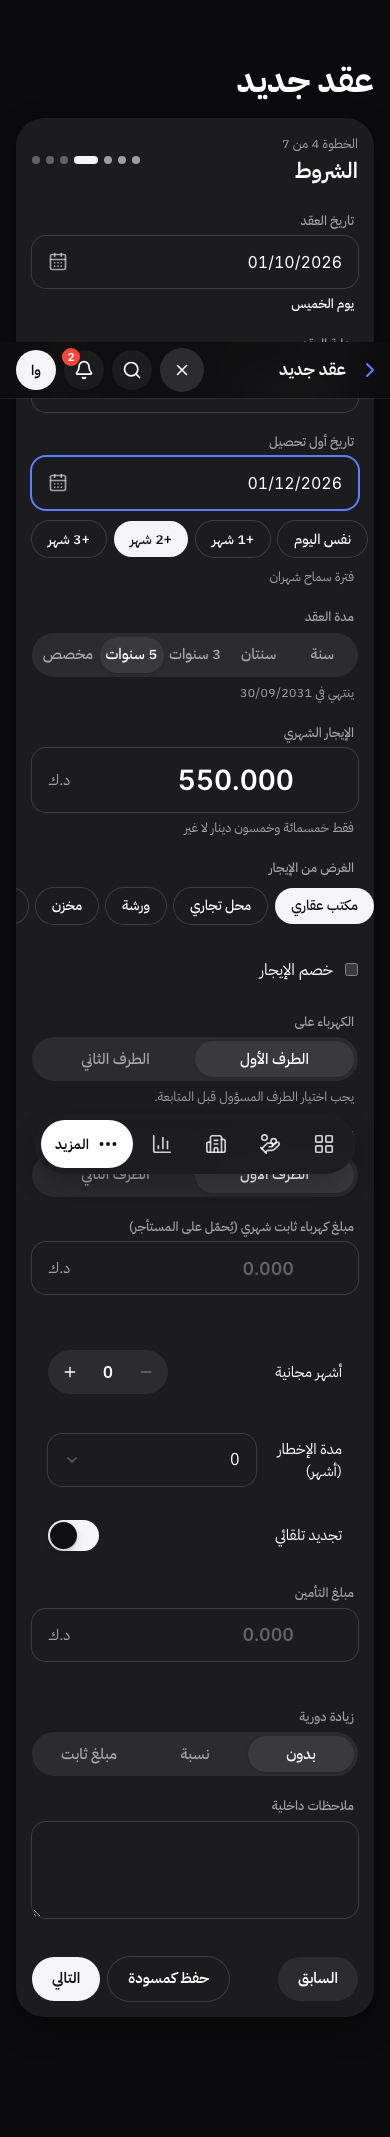 عقد جديد
الخطوة 4 من 7
الشروط
تاريخ العقد
01/10/2026
يوم الخميس
عقد جديد
2
وا
تاريخ أول تحصيل
01/12/2026
نفس اليوم
+1 شهر
+2 شهر
+3 شهر
فترة سماح شهران
مدة العقد
سنة
سنتان
3 سنوات
5 سنوات
مخصص
ينتهي في 30/09/2031
الإيجار الشهري
550.000
د.ك
فقط خمسمائة وخمسون دينار لا غير
الغرض من الإيجار
مكتب عقاري
محل تجاري
ورشة
مخزن
خصم الإيجار
الكهرباء على
الطرف الأول
الطرف الثاني
يجب اختيار الطرف المسؤول قبل المتابعة.
المزيد
الطرف الأول
الطرف الثاني
مبلغ كهرباء ثابت شهري (يُحمّل على المستأجر)
0.000
د.ك
أشهر مجانية
0
مدة الإخطار
(أشهر)
0
تجديد تلقائي
مبلغ التأمين
0.000
د.ك
زيادة دورية
بدون
نسبة
مبلغ ثابت
ملاحظات داخلية
السابق
حفظ كمسودة
التالي